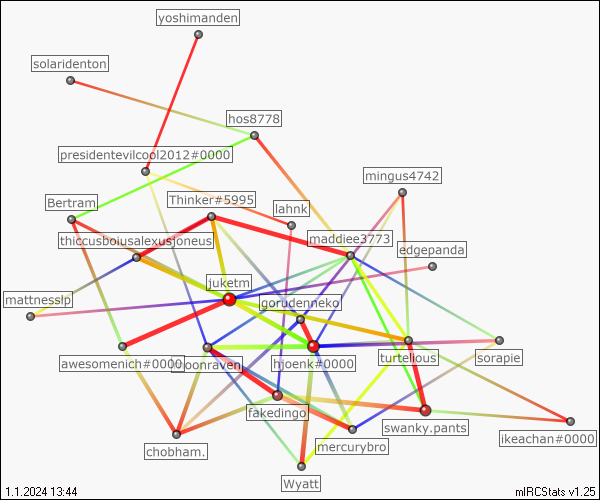 yoshimanden
solaridenton
hos8778
presidentevilcool2012#0000
mingus4742
Bertram
Thinker#5995
lahnk
thiccusboiusalexusjoneus
maddiee3773
edgepanda
juketm
mattnesslp
gorudenneko
awesomenich#0000
moonraven
hjoenk#0000
turtelious
sorapie
fakedingo
swanky.pants
ikeachan#0000
chobham.
mercurybro
Wyatt
1.1.2024 13:44
mIRCStats v1.25